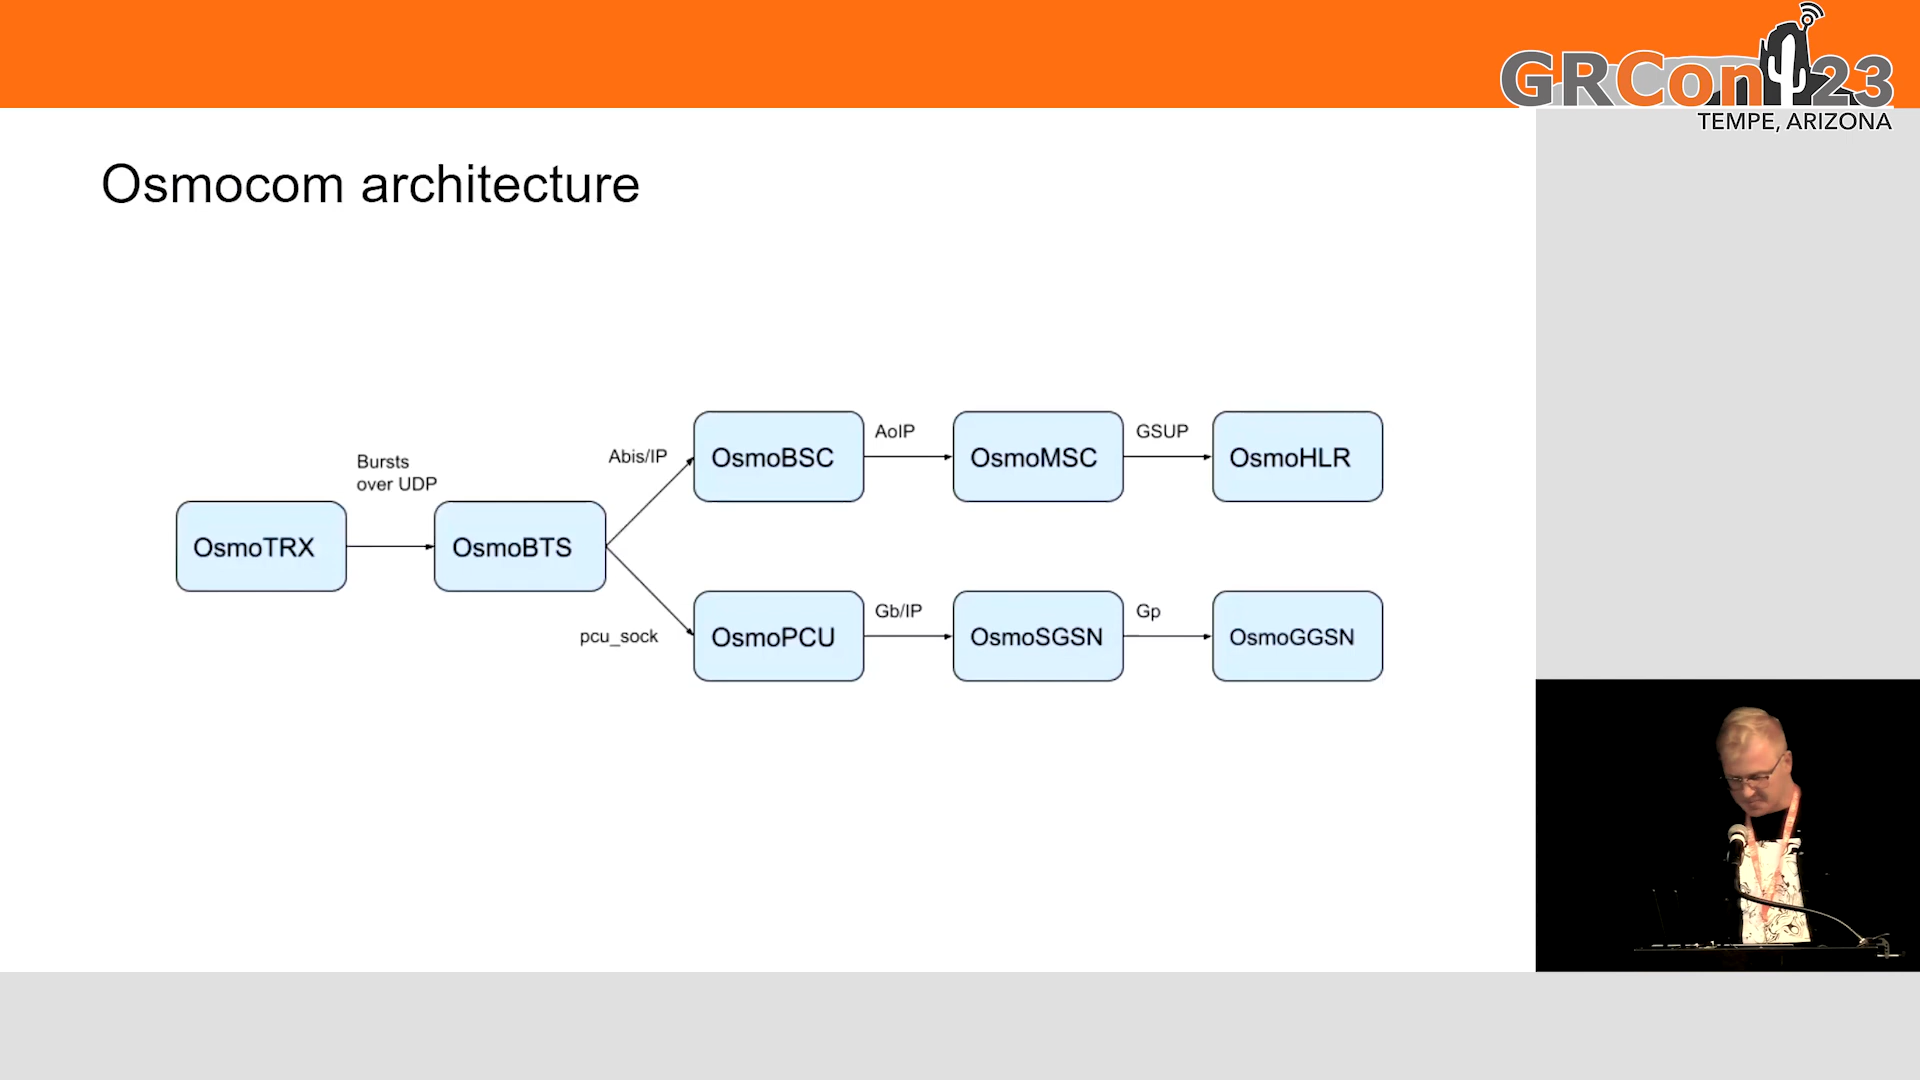 GRCon 23
TEMPE, ARIZONA
Osmocom architecture
Bursts
over UDP
Abis/IP
AoIP
GSUP
OsmoBSC
OsmoMSC
OsmoHLR
OsmoTRX
OsmoBTS
pcu_sock
Gb/IP
Gp
OsmoPCU
OsmoSGSN
OsmoGGSN